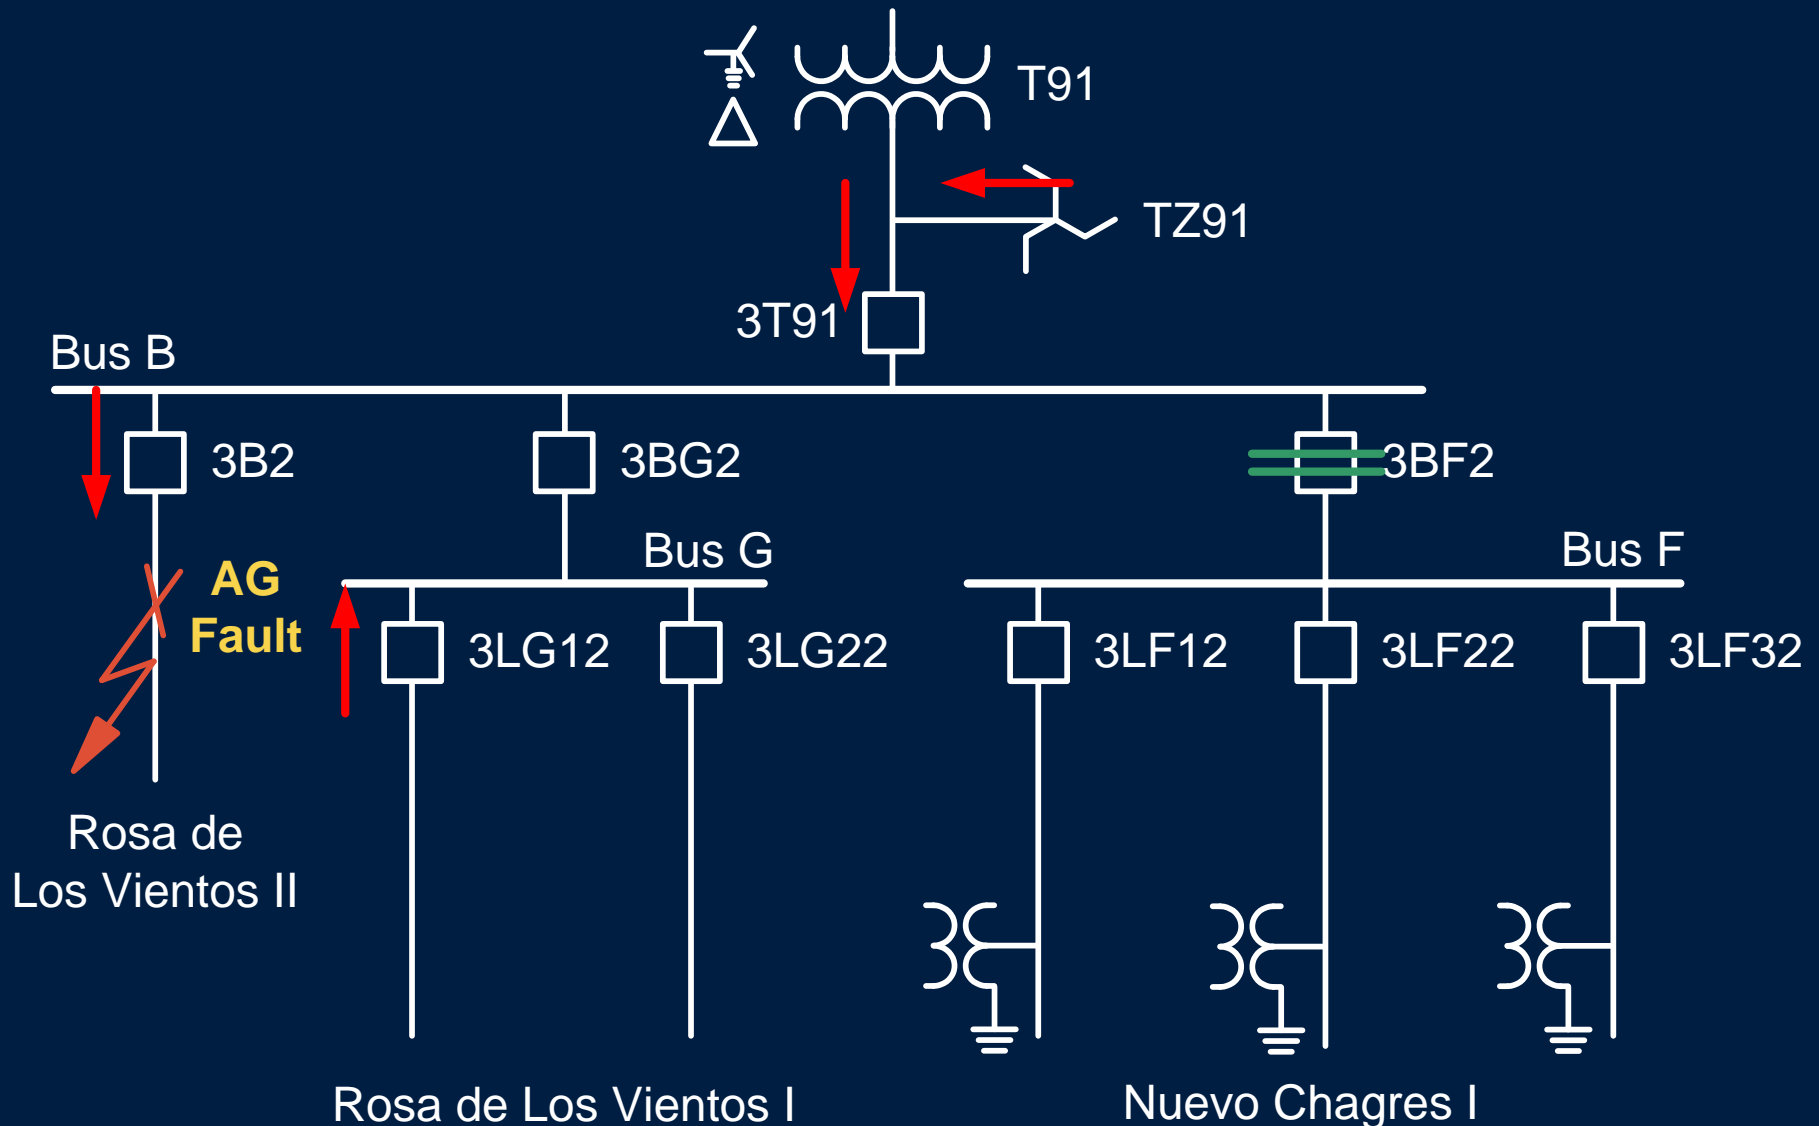 T91
TZ91
3T91
Bus B
3B2
3BG2
3BF2
Bus G
Bus F
AG
Fault
3LG12
3LG22
3LF12
3LF22
3LF32
Rosa de
Los Vientos II
Rosa de Los Vientos I
Nuevo Chagres I